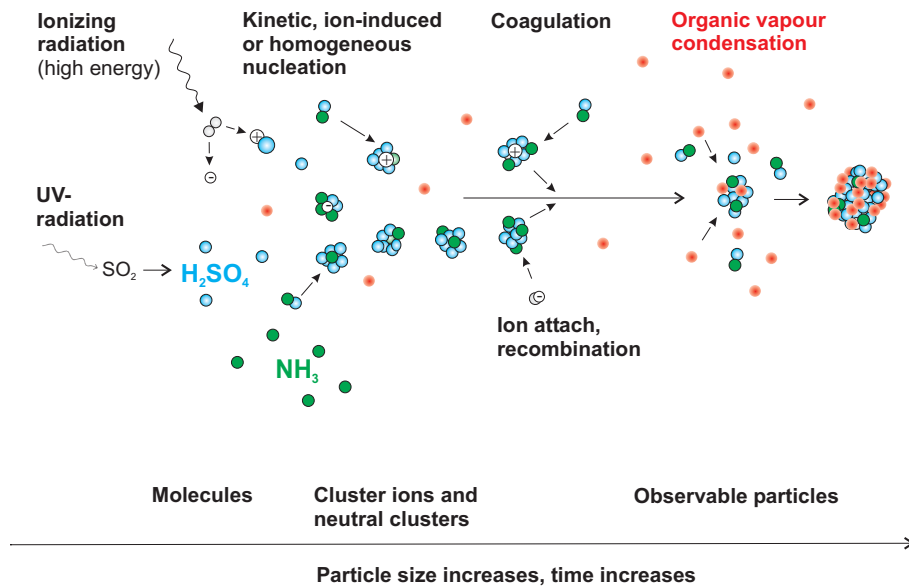 Ionizing
radiation
(high energy)
Kinetic, ion-induced
or homogeneous
nucleation
Coagulation
Organic vapour
condensation
+
−
+
+
−
UV-
radiation
SO₂
H₂SO₄
−
Ion attach,
recombination
NH₃
Molecules
Cluster ions and
neutral clusters
Observable particles
Particle size increases, time increases